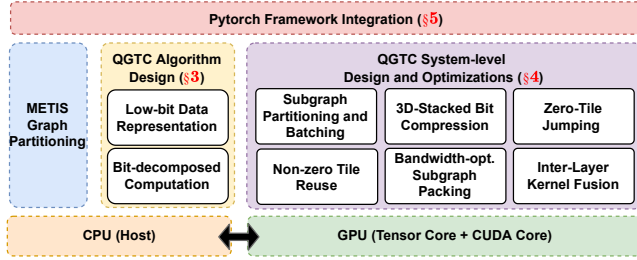 Pytorch Framework Integration (§5)
METIS
Graph
Partitioning
QGTC Algorithm
Design (§3)
Low-bit Data
Representation
Bit-decomposed
Computation
QGTC System-level
Design and Optimizations (§4)
Subgraph
Partitioning and
Batching
3D-Stacked Bit
Compression
Zero-Tile
Jumping
Non-zero Tile
Reuse
Bandwidth-opt.
Subgraph
Packing
Inter-Layer
Kernel Fusion
CPU (Host)
GPU (Tensor Core + CUDA Core)